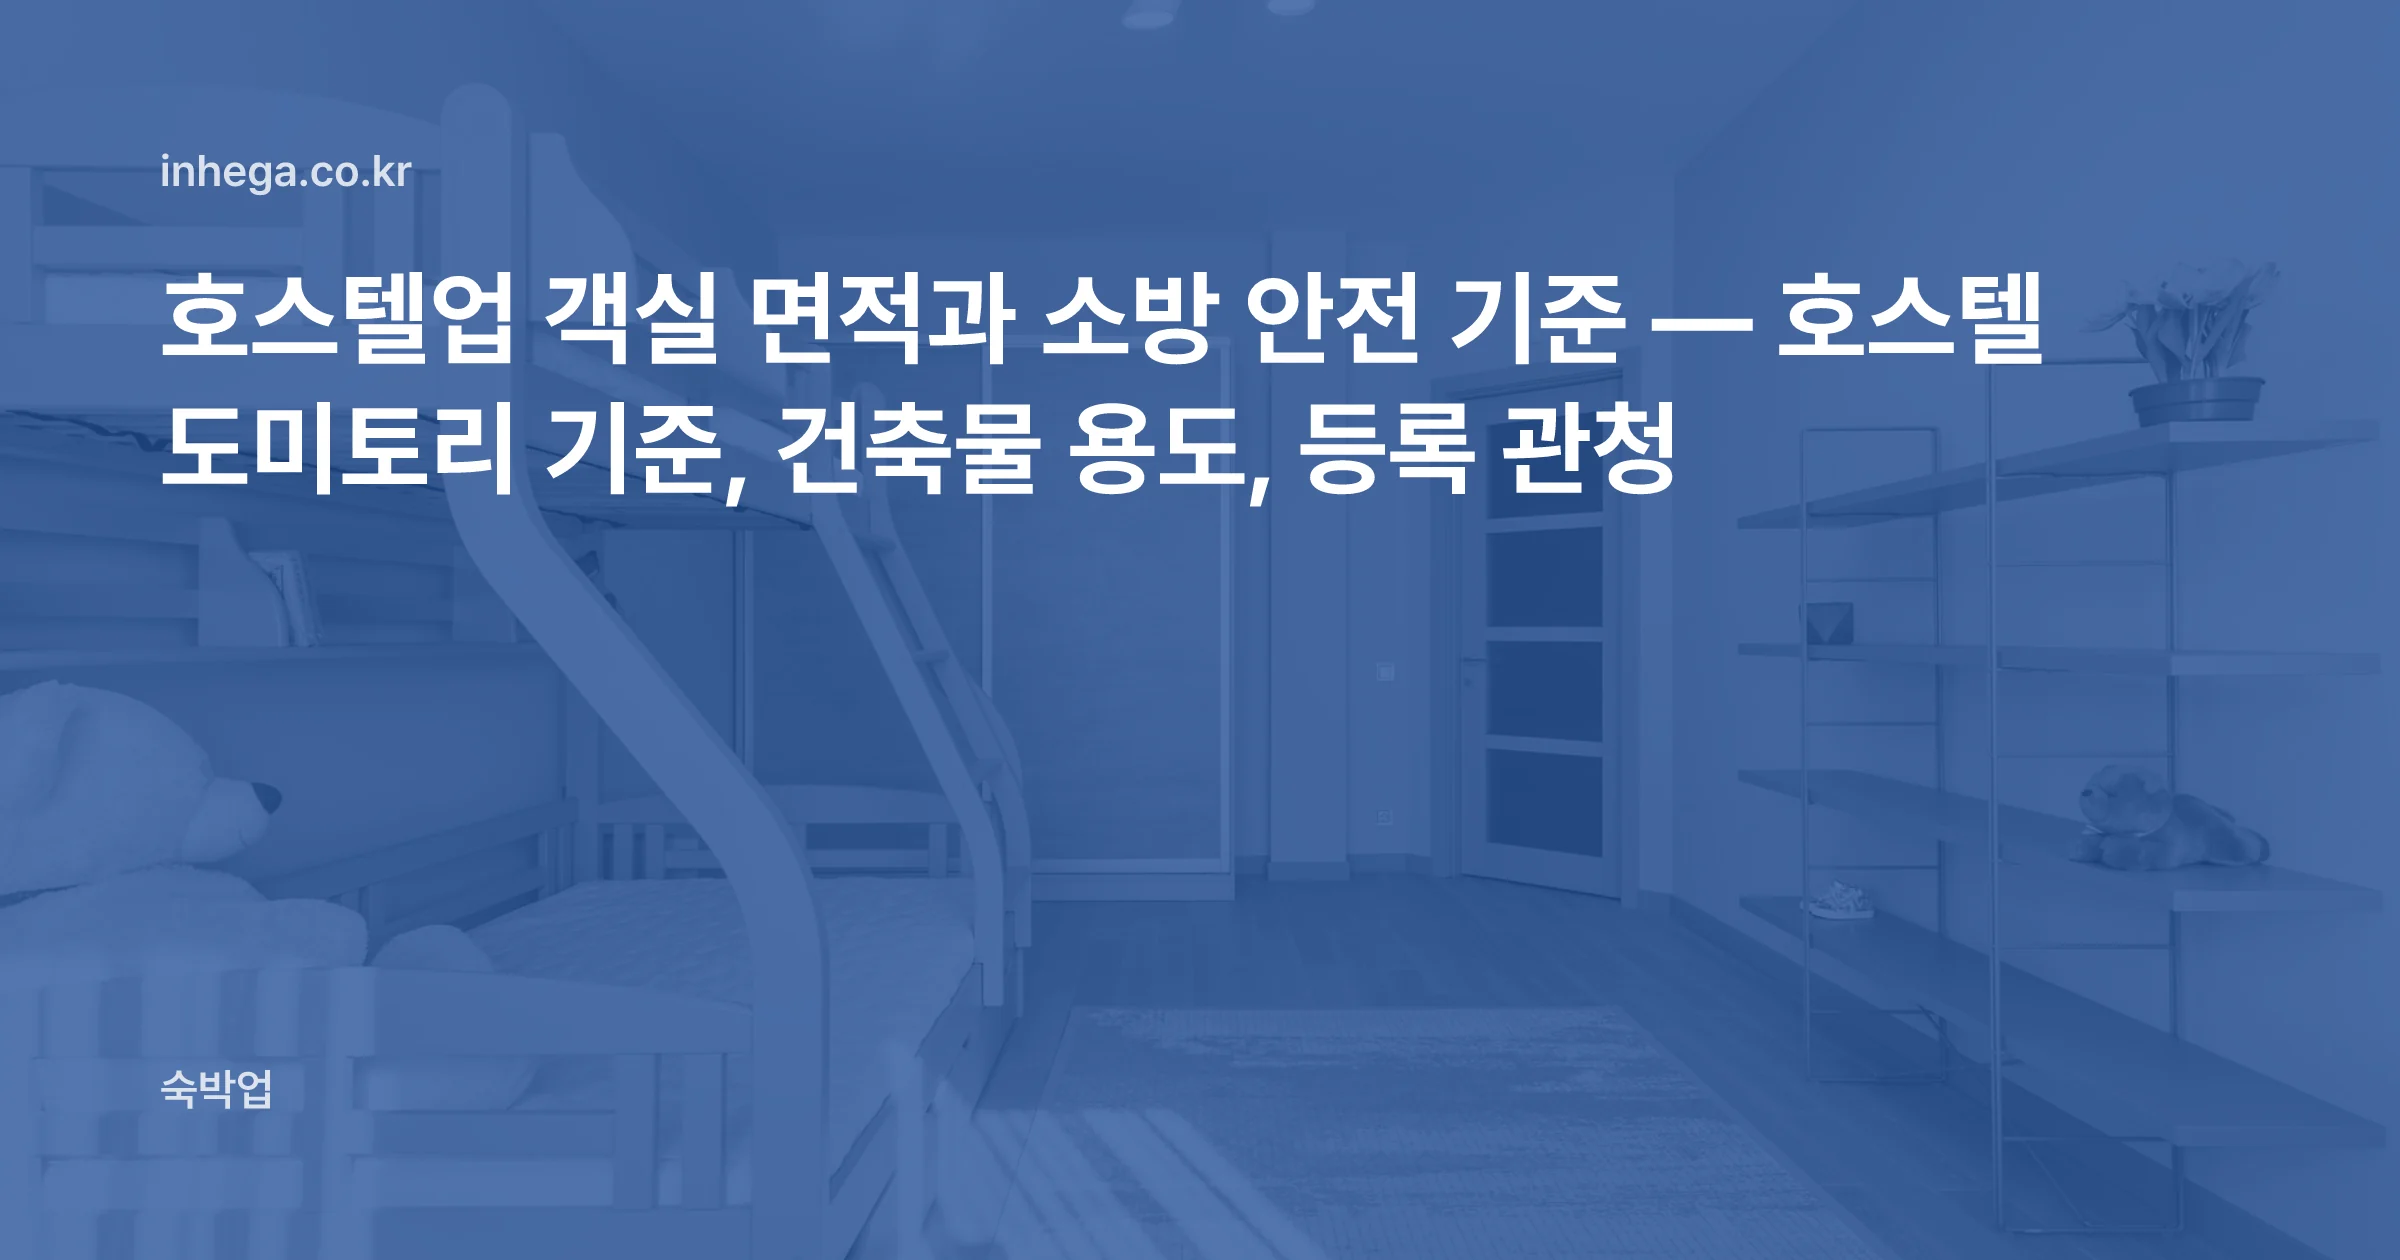 inhega.co.kr
호스텔업 객실 면적과 소방 안전 기준 — 호스텔
도미토리 기준, 건축물 용도, 등록 관청
숙박업